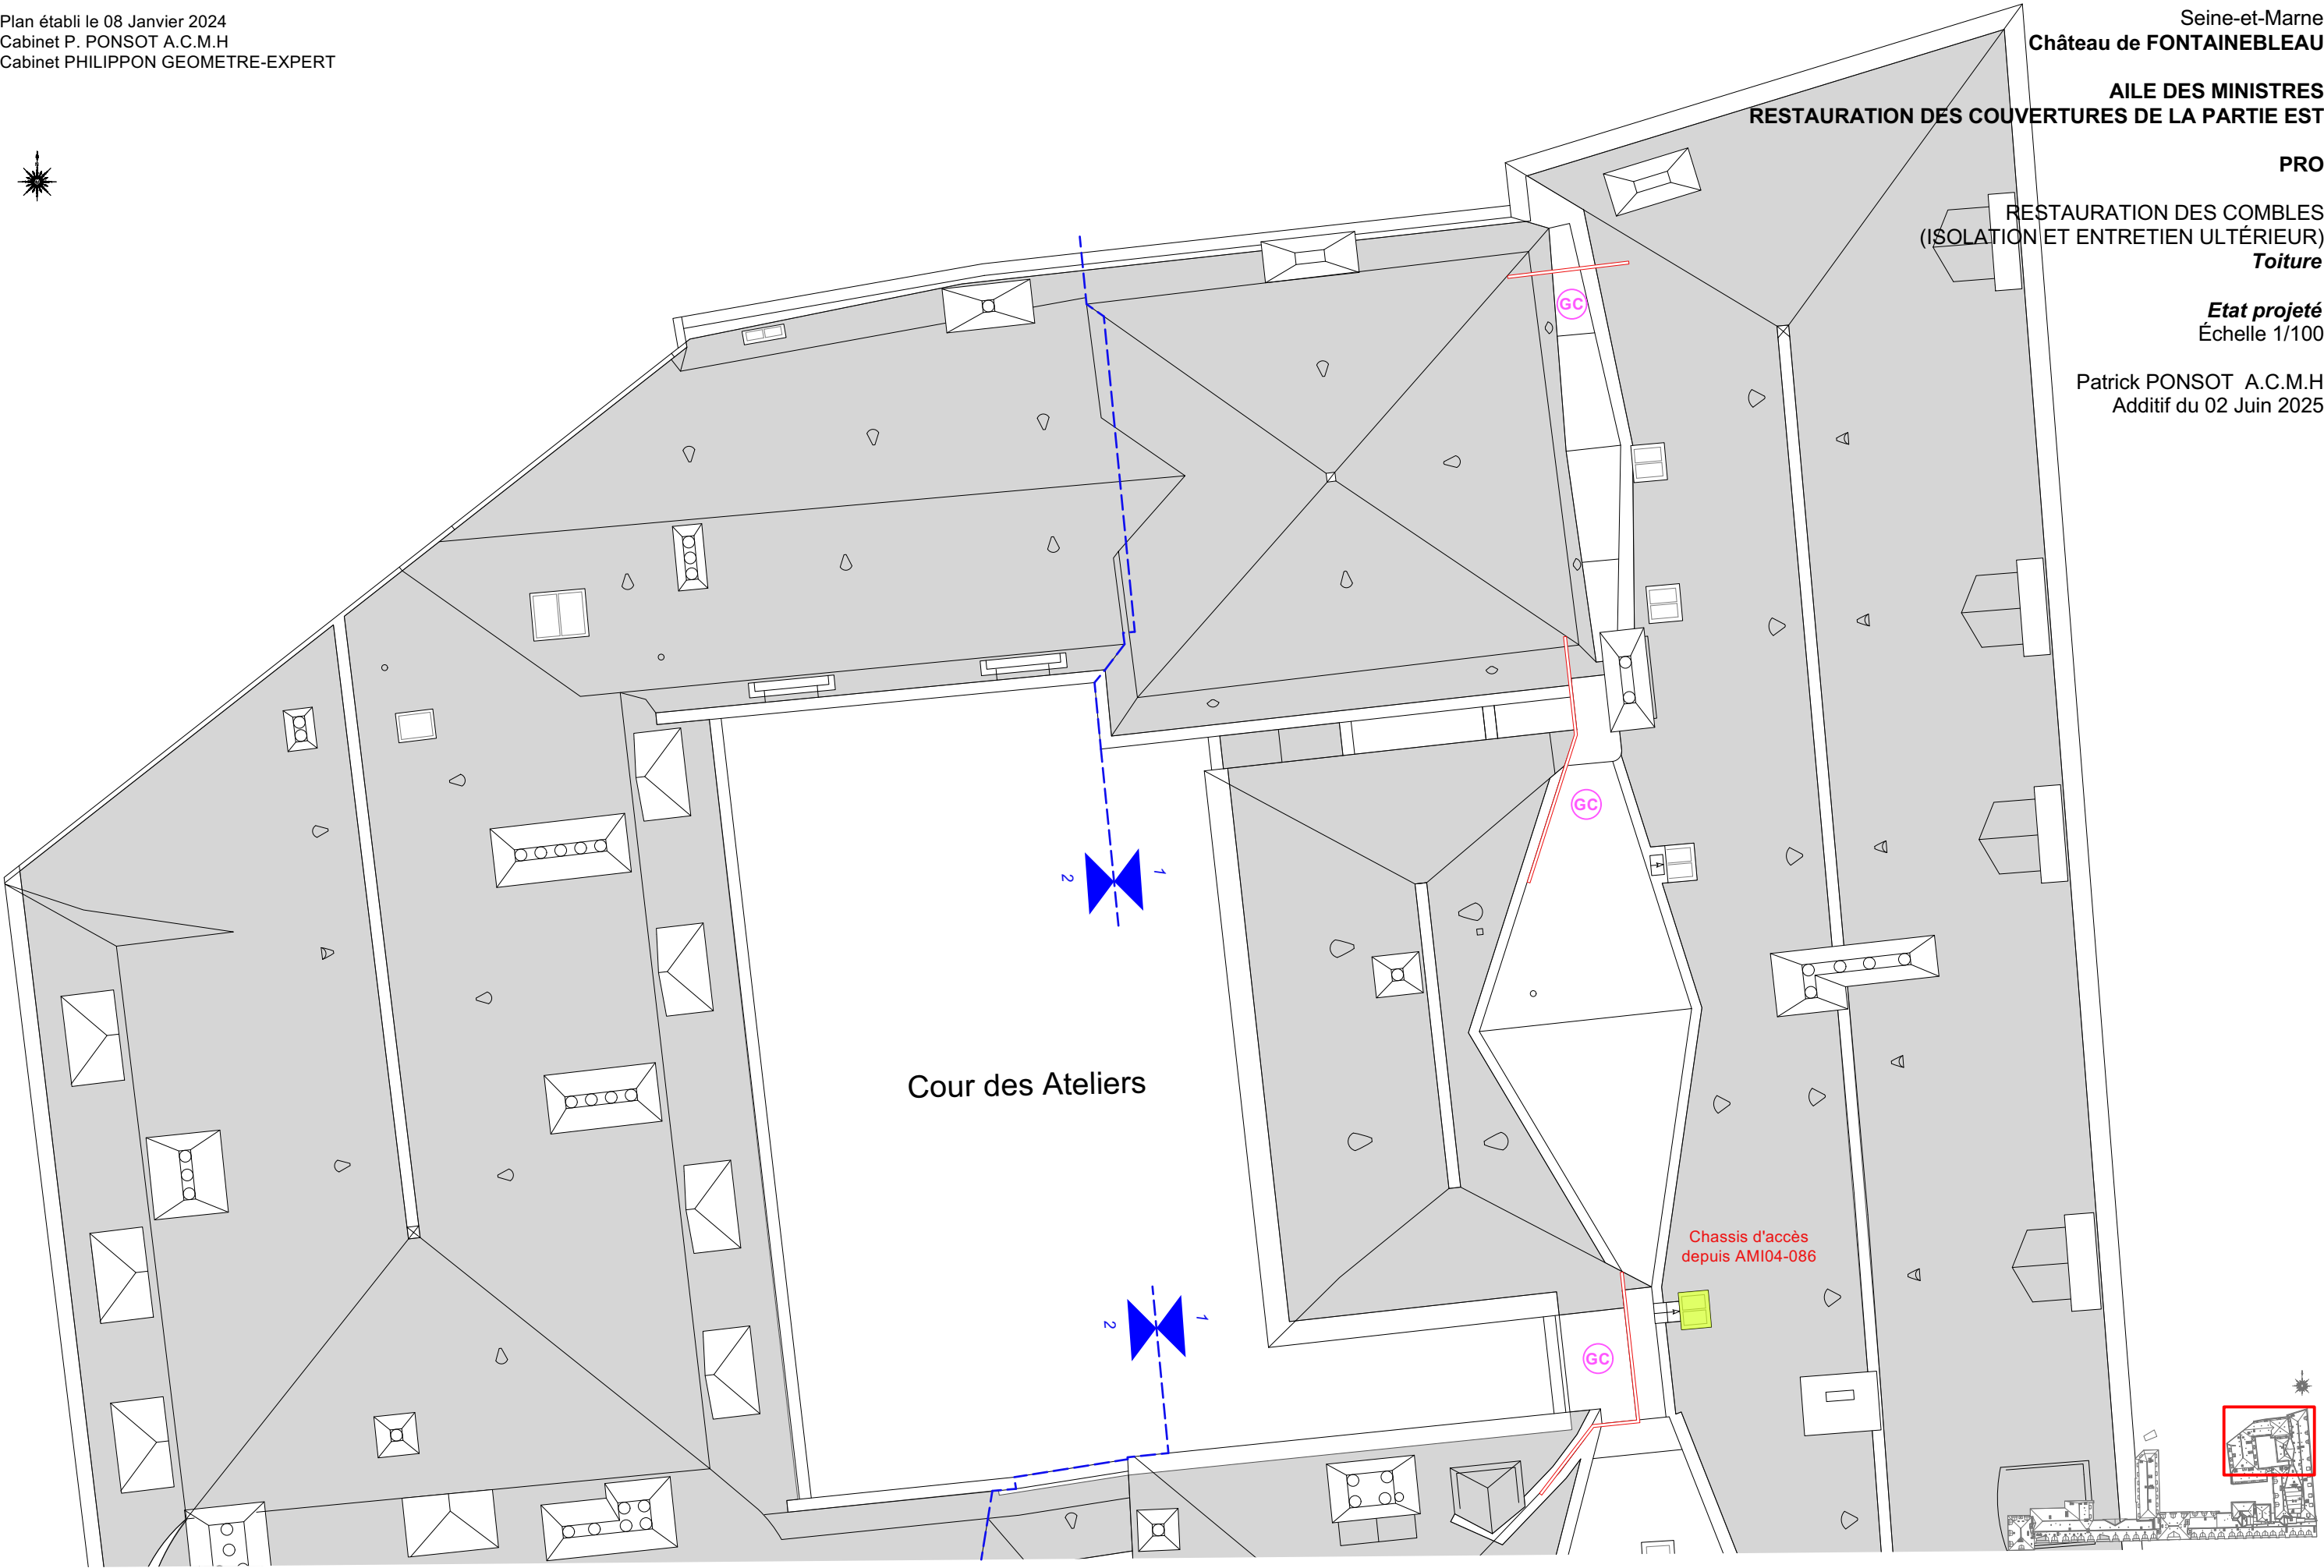 Plan établi le 08 Janvier 2024
Cabinet P. PONSOT A.C.M.H
Cabinet PHILIPPON GEOMETRE-EXPERT
Seine-et-Marne
Château de FONTAINEBLEAU
AILE DES MINISTRES
RESTAURATION DES COUVERTURES DE LA PARTIE EST
PRO
RESTAURATION DES COMBLES
(ISOLATION ET ENTRETIEN ULTÉRIEUR)
Toiture
Etat projeté
Échelle 1/100
Patrick PONSOT A.C.M.H
Additif du 02 Juin 2025
GC
GC
2
1
Cour des Ateliers
Chassis d'accès
depuis AMI04-086
2
1
GC